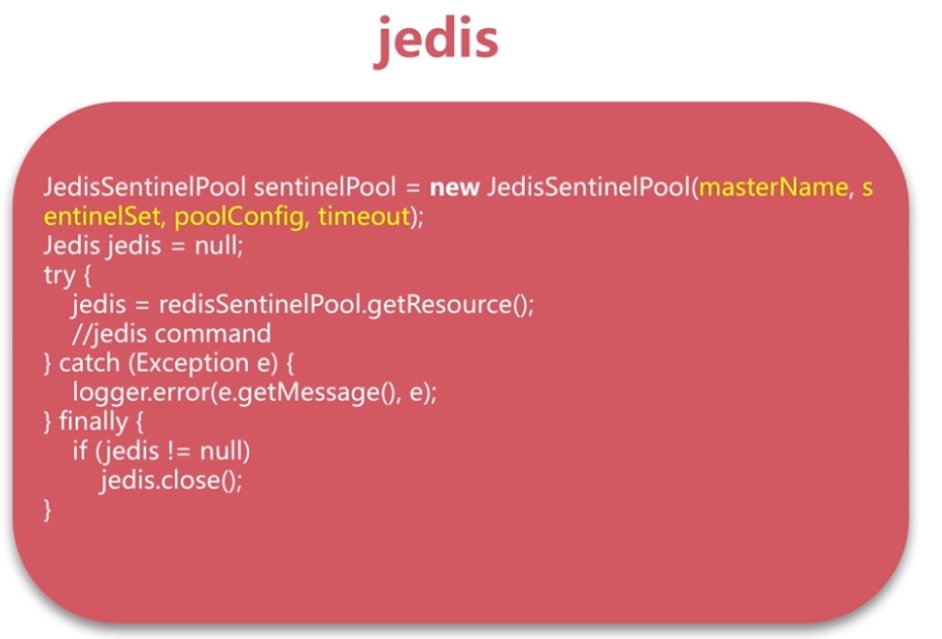 jedis
JedisSentinelPool sentinelPool = new JedisSentinelPool(masterName, s
entinelSet, poolConfig, timeout);
Jedis jedis = null;
try {
jedis = redisSentinelPool.getResource();
//jedis command
} catch (Exception e) {
logger.error(e.getMessage(), e);
} finally {
if (jedis != null)
jedis.close();
}